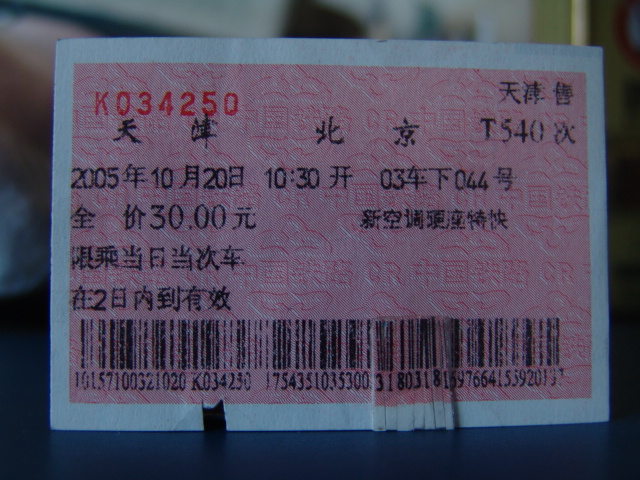 天津售
K034250
天 津 北 京 T540次
2005年10月20日 10:30开 03车下044号
全 价30.00元 新空调硬座特快
限乘当日当次车
在2日内到有效
10157100321020 K034250 1754351035300